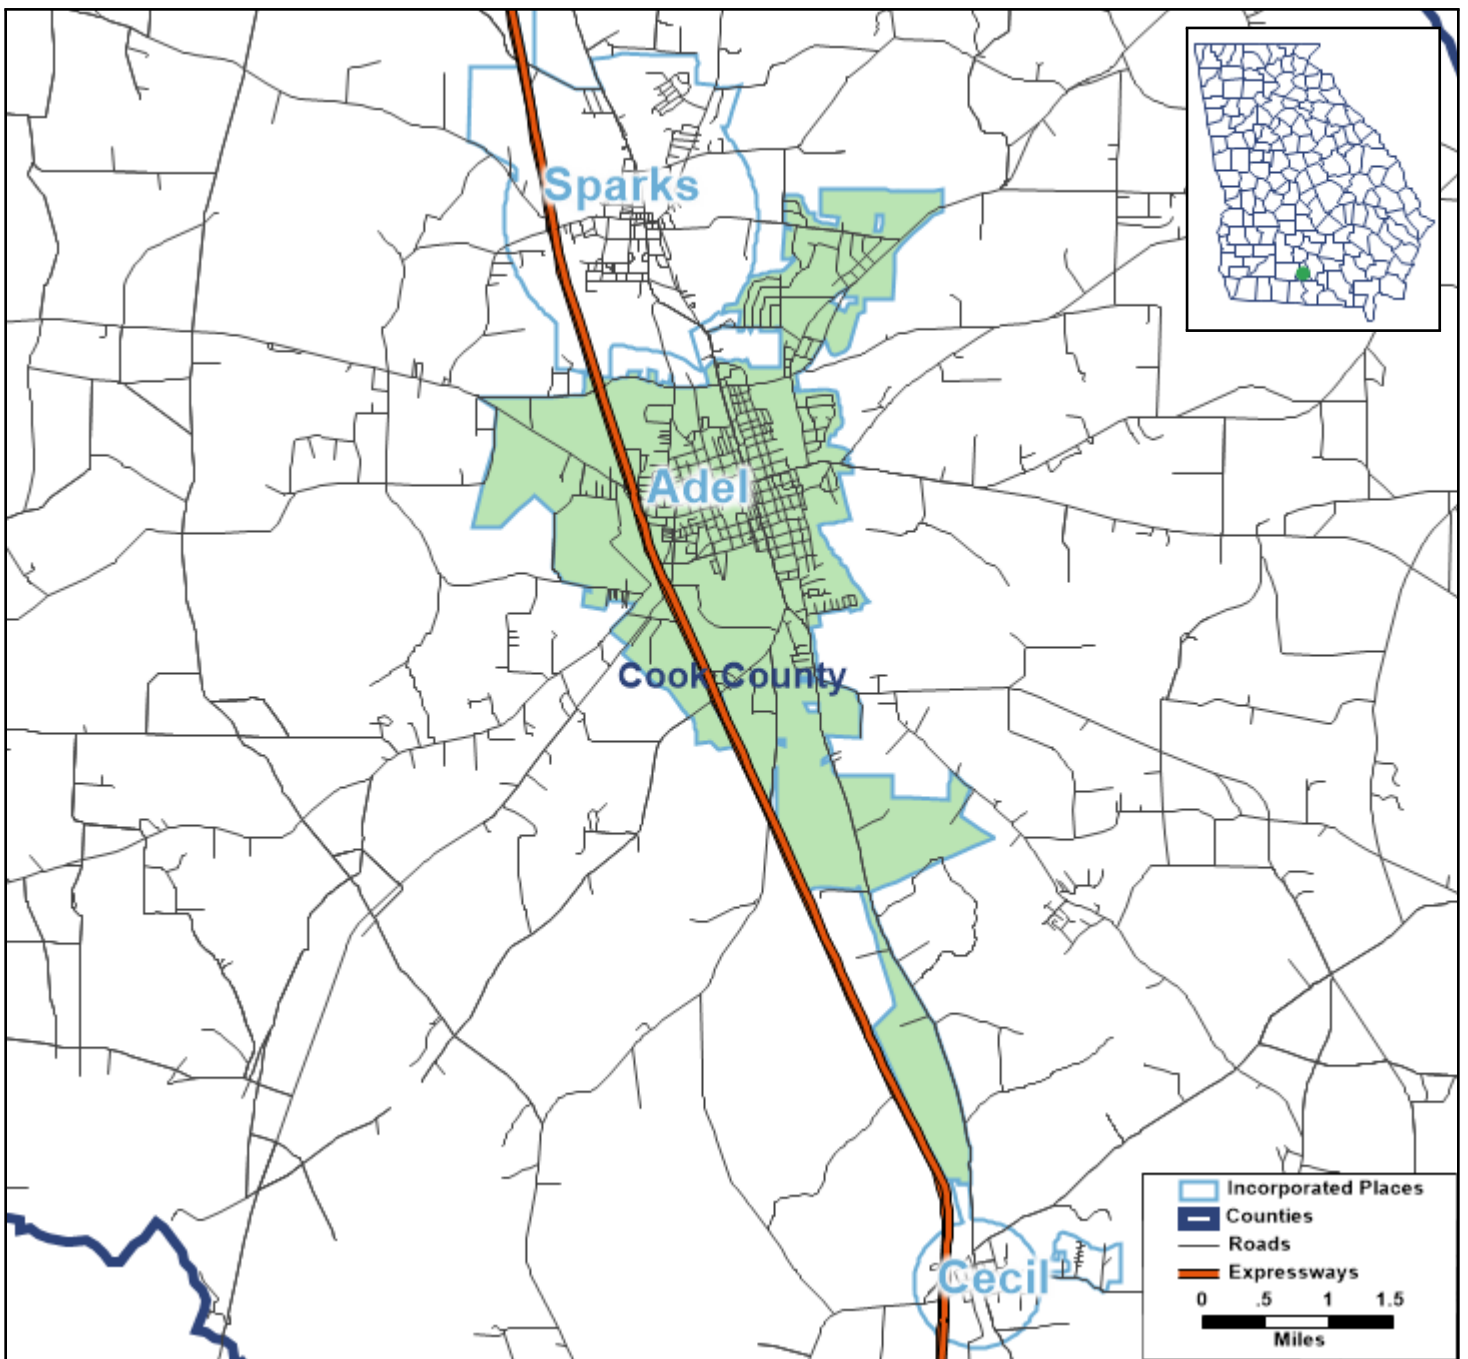 Sparks
Adel
Cook County
Cecil
Incorporated Places
Counties
Roads
Expressways
0 .5 1 1.5
Miles